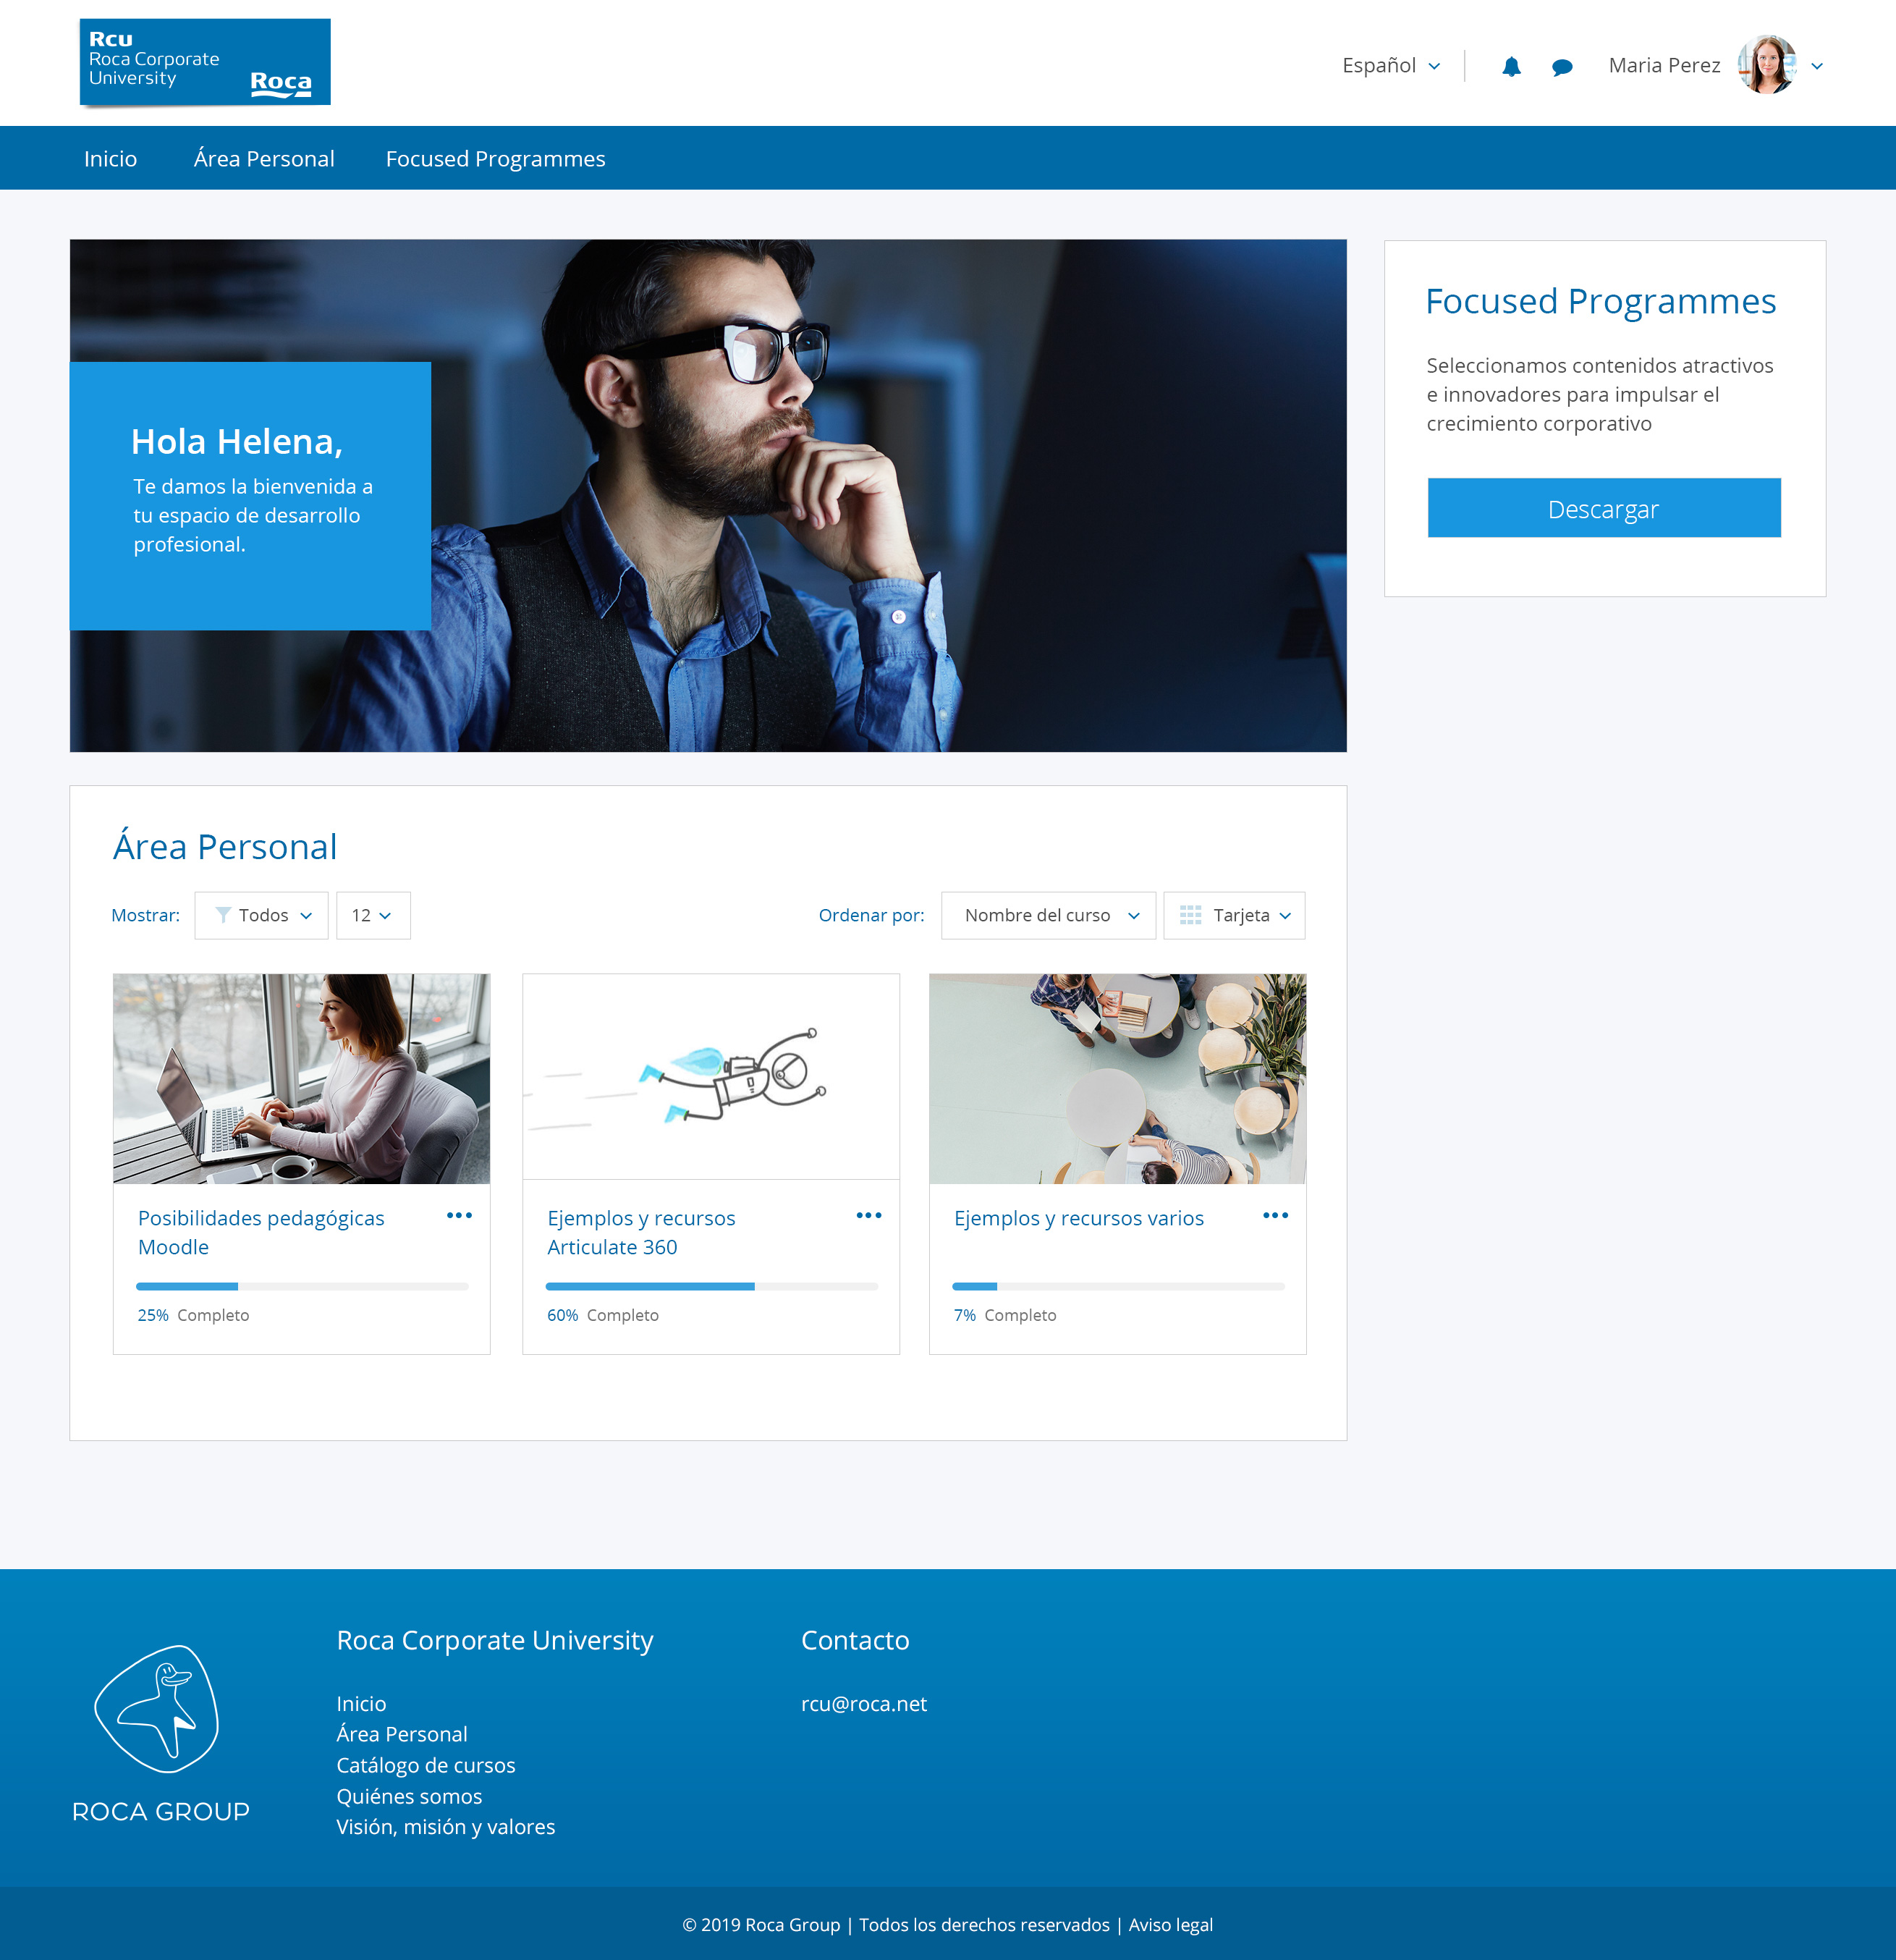 Rcu
Roca Corporate
University
Roca
Español
Maria Perez
Inicio
Área Personal
Focused Programmes
Hola Helena,
Te damos la bienvenida a
tu espacio de desarrollo
profesional.
Focused Programmes
Seleccionamos contenidos atractivos
e innovadores para impulsar el
crecimiento corporativo
Descargar
Área Personal
Mostrar:
Todos
12
Ordenar por:
Nombre del curso
Tarjeta
Posibilidades pedagógicas
Moodle
25% Completo
Ejemplos y recursos
Articulate 360
60% Completo
Ejemplos y recursos varios
7% Completo
ROCA GROUP
Roca Corporate University
Inicio
Área Personal
Catálogo de cursos
Quiénes somos
Visión, misión y valores
Contacto
rcu@roca.net
© 2019 Roca Group | Todos los derechos reservados | Aviso legal